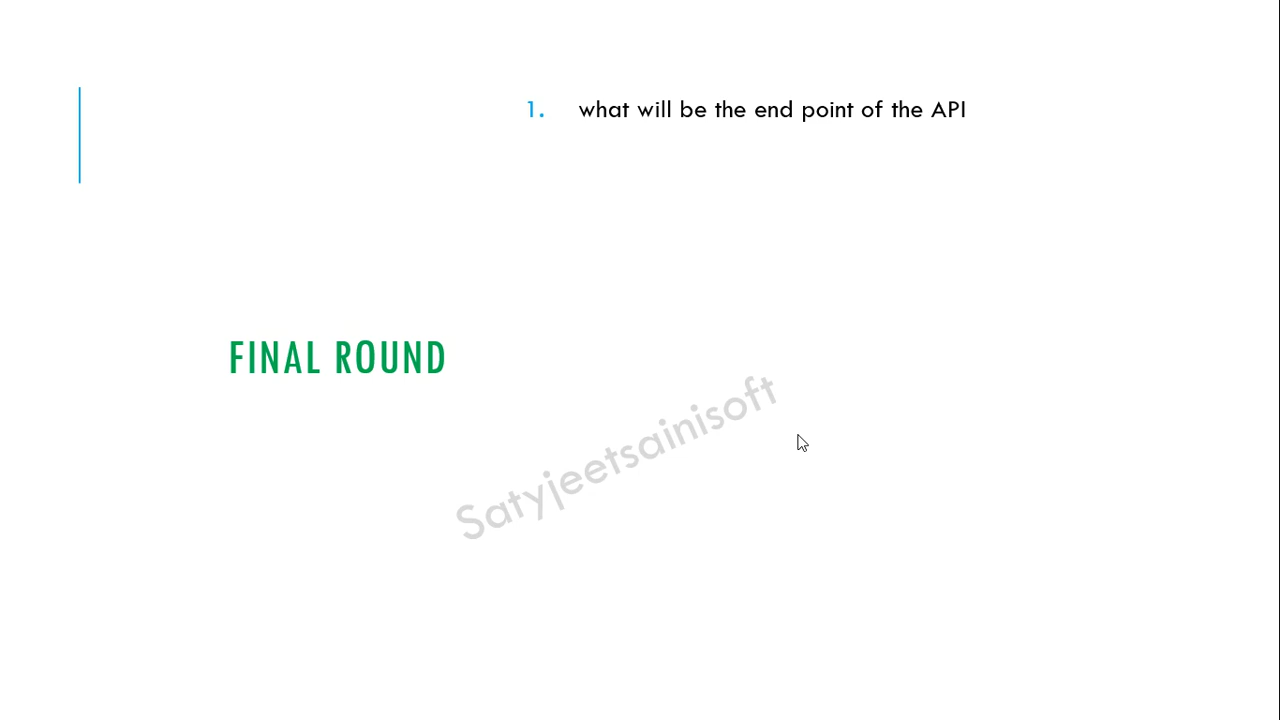 1. what will be the end point of the API
FINAL ROUND
Satyjeetsainisoft